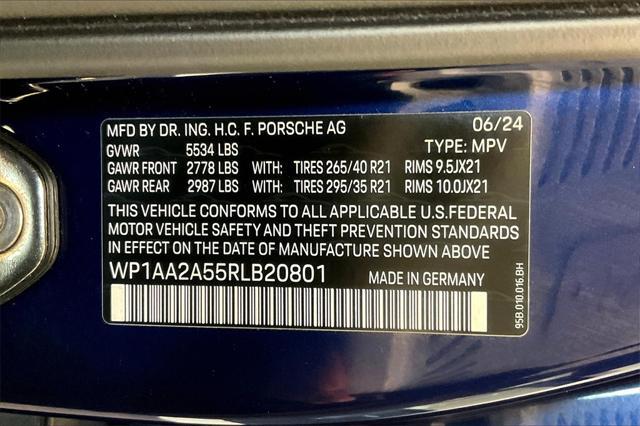 MFD BY DR. ING. H.C. F. PORSCHE AG 06/24
GVWR 5534 LBS TYPE: MPV
GAWR FRONT 2778 LBS WITH: TIRES 265/40 R21 RIMS 9.5JX21
GAWR REAR 2987 LBS WITH: TIRES 295/35 R21 RIMS 10.0JX21
THIS VEHICLE CONFORMS TO ALL APPLICABLE U.S.FEDERAL
MOTOR VEHICLE SAFETY AND THEFT PREVENTION STANDARDS
IN EFFECT ON THE DATE OF MANUFACTURE SHOWN ABOVE
WP1AA2A55RLB20801 MADE IN GERMANY
95B.010.016.BH